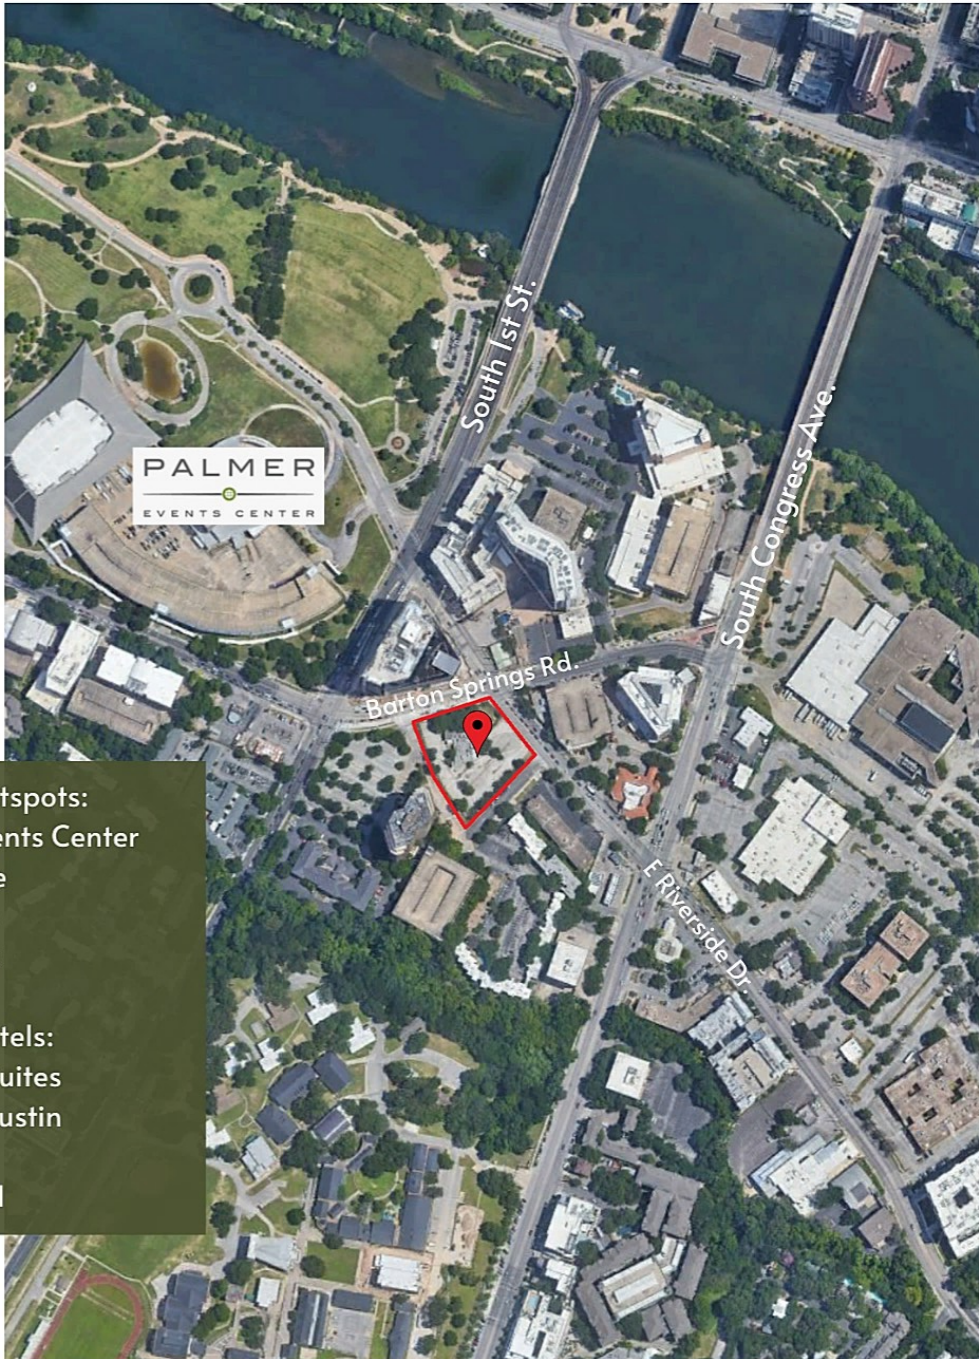 South 1st St.
South Congress Ave.
PALMER
EVENTS CENTER
Barton Springs Rd.
E Riverside Dr.
tspots:
ents Center
e
tels:
uites
ustin
l